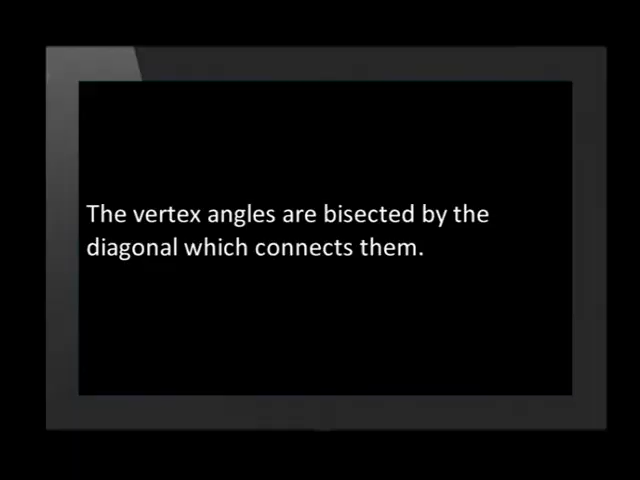 The vertex angles are bisected by the
diagonal which connects them.